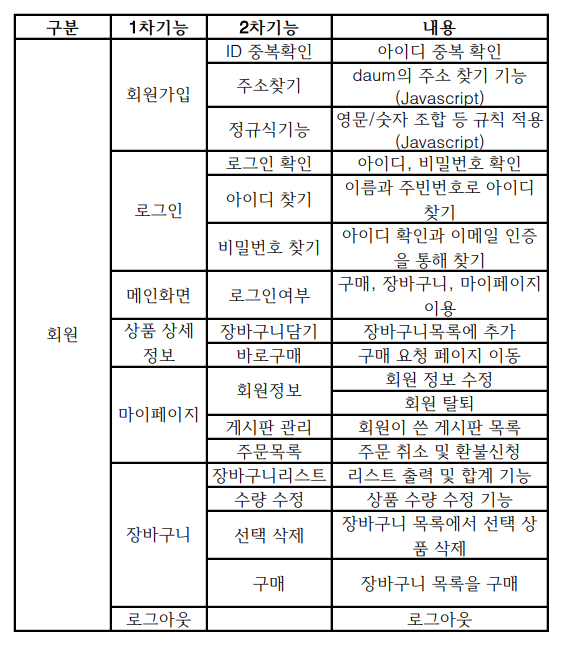 구분 1차기능 2차기능 내용
회원
회원가입
ID 중복확인 아이디 중복 확인
주소찾기 daum의 주소 찾기 기능
(Javascript)
정규식기능 영문/숫자 조합 등 규칙 적용
(Javascript)
로그인
로그인 확인 아이디, 비밀번호 확인
아이디 찾기 이름과 주빈번호로 아이디
찾기
비밀번호 찾기 아이디 확인과 이메일 인증
을 통해 찾기
메인화면 로그인여부 구매, 장바구니, 마이페이지
이용
상품 상세
정보
장바구니담기 장바구니목록에 추가
바로구매 구매 요청 페이지 이동
마이페이지
회원정보 회원 정보 수정
회원 탈퇴
게시판 관리 회원이 쓴 게시판 목록
주문목록 주문 취소 및 환불신청
장바구니
장바구니리스트 리스트 출력 및 합계 기능
수량 수정 상품 수량 수정 기능
선택 삭제 장바구니 목록에서 선택 상
품 삭제
구매 장바구니 목록을 구매
로그아웃 로그아웃